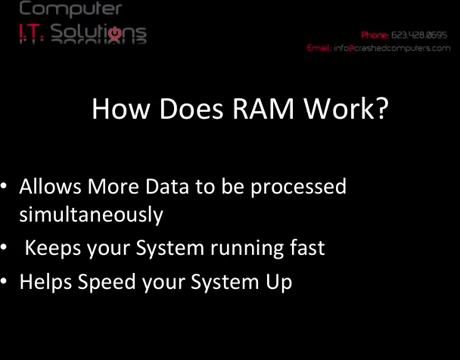 Computer
I.T. Solutions
Phone: 623.428.0695
Email: info@crashedcomputers.com
How Does RAM Work?
• Allows More Data to be processed
simultaneously
• Keeps your System running fast
• Helps Speed your System Up